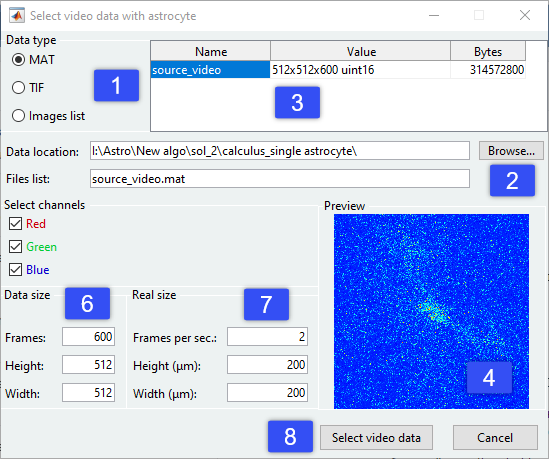 Select video data with astrocyte
Data type
MAT
TIF
Images list
1
Name Value Bytes
source_video 512x512x600 uint16 314572800
3
Data location: I:\Astro\New algo\sol_2\calculus_single astrocyte\ Browse...
Files list: source_video.mat
2
Select channels
Red
Green
Blue
Preview
4
Data size
6
Frames: 600
Height: 512
Width: 512
Real size
7
Frames per sec.: 2
Height (µm): 200
Width (µm): 200
8
Select video data Cancel